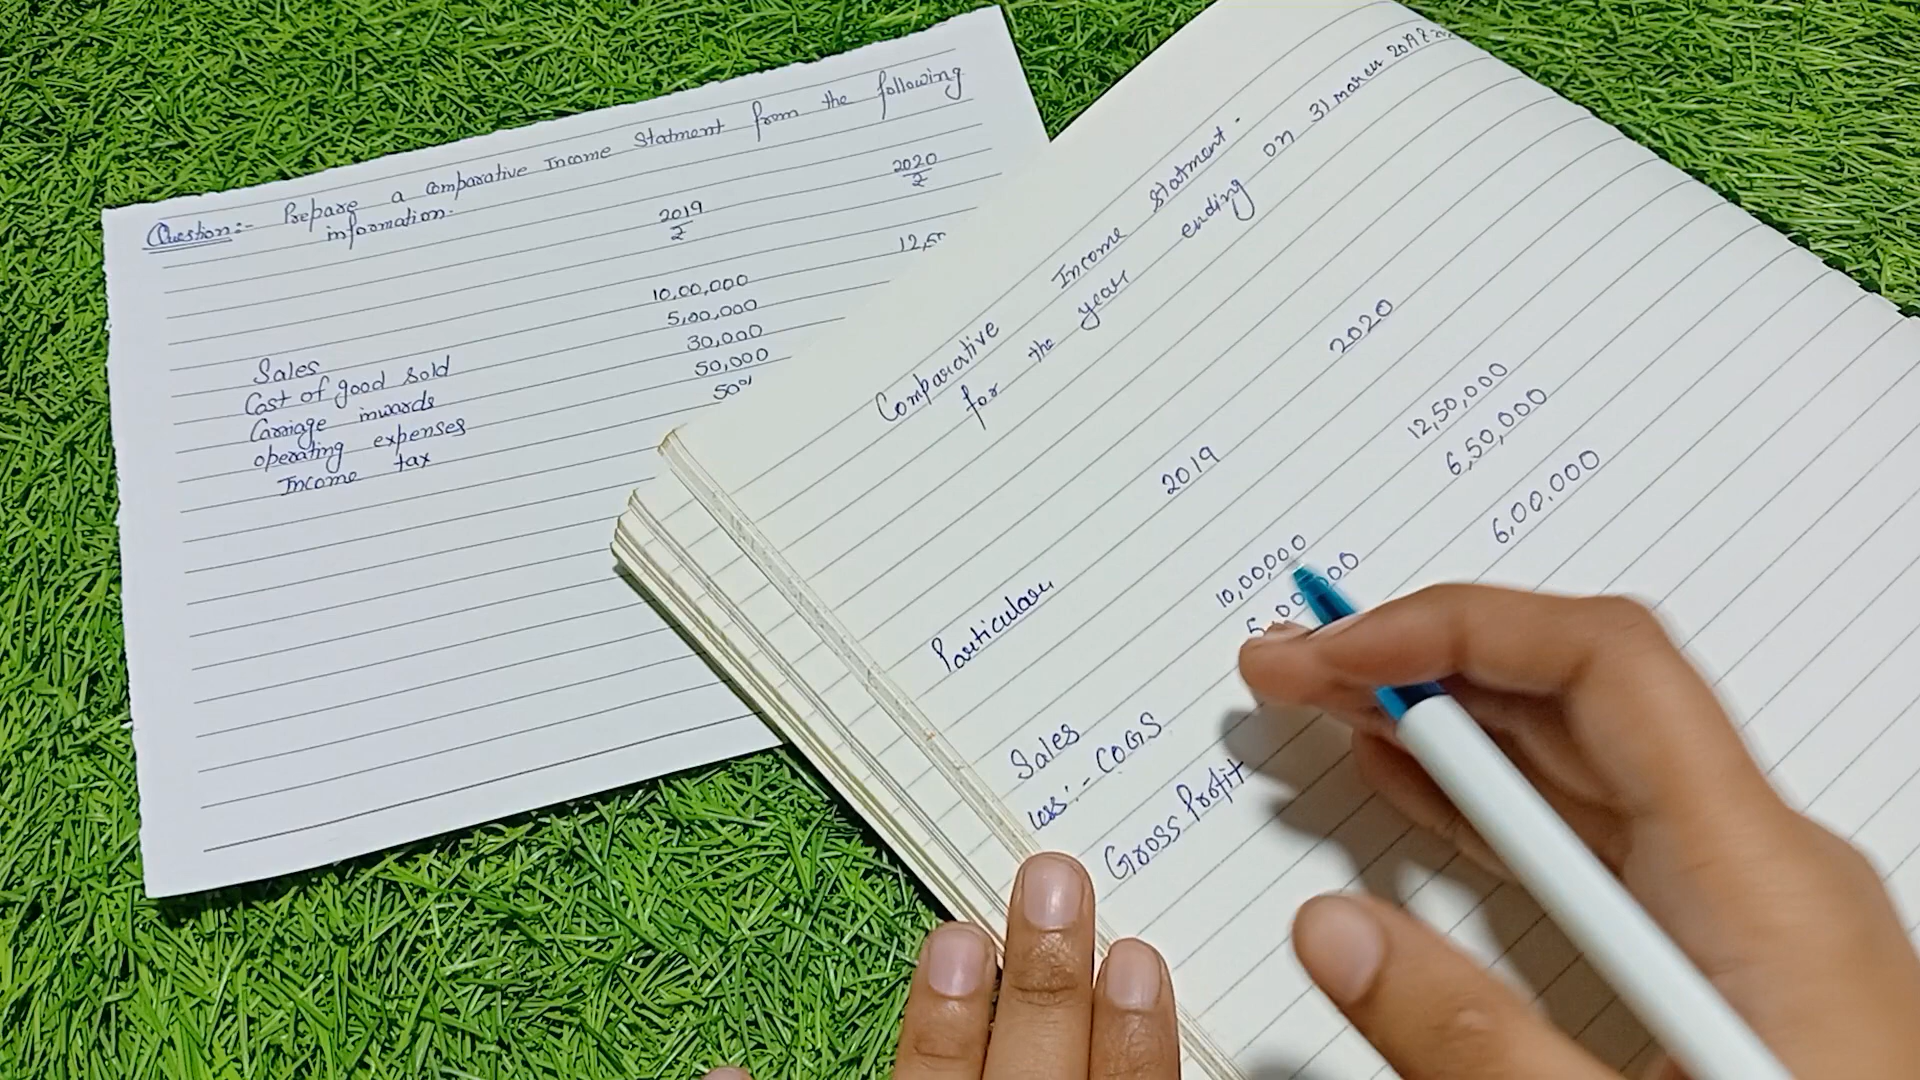 Question:- Prepare a Comparative Income Statment from the following
information.
2019 2020
₹ ₹
Sales 10,00,000
Cost of good sold 5,00,000
Carriage inwards 30,000
operating expenses 50,000
Income tax 50%
Comparative Income Statment.
for the year ending on 31 march 2019 &
Particulars 2019 2020
Sales 10,00,000 12,50,000
less:- COGS 6,50,000
Gross Profit 6,00,000